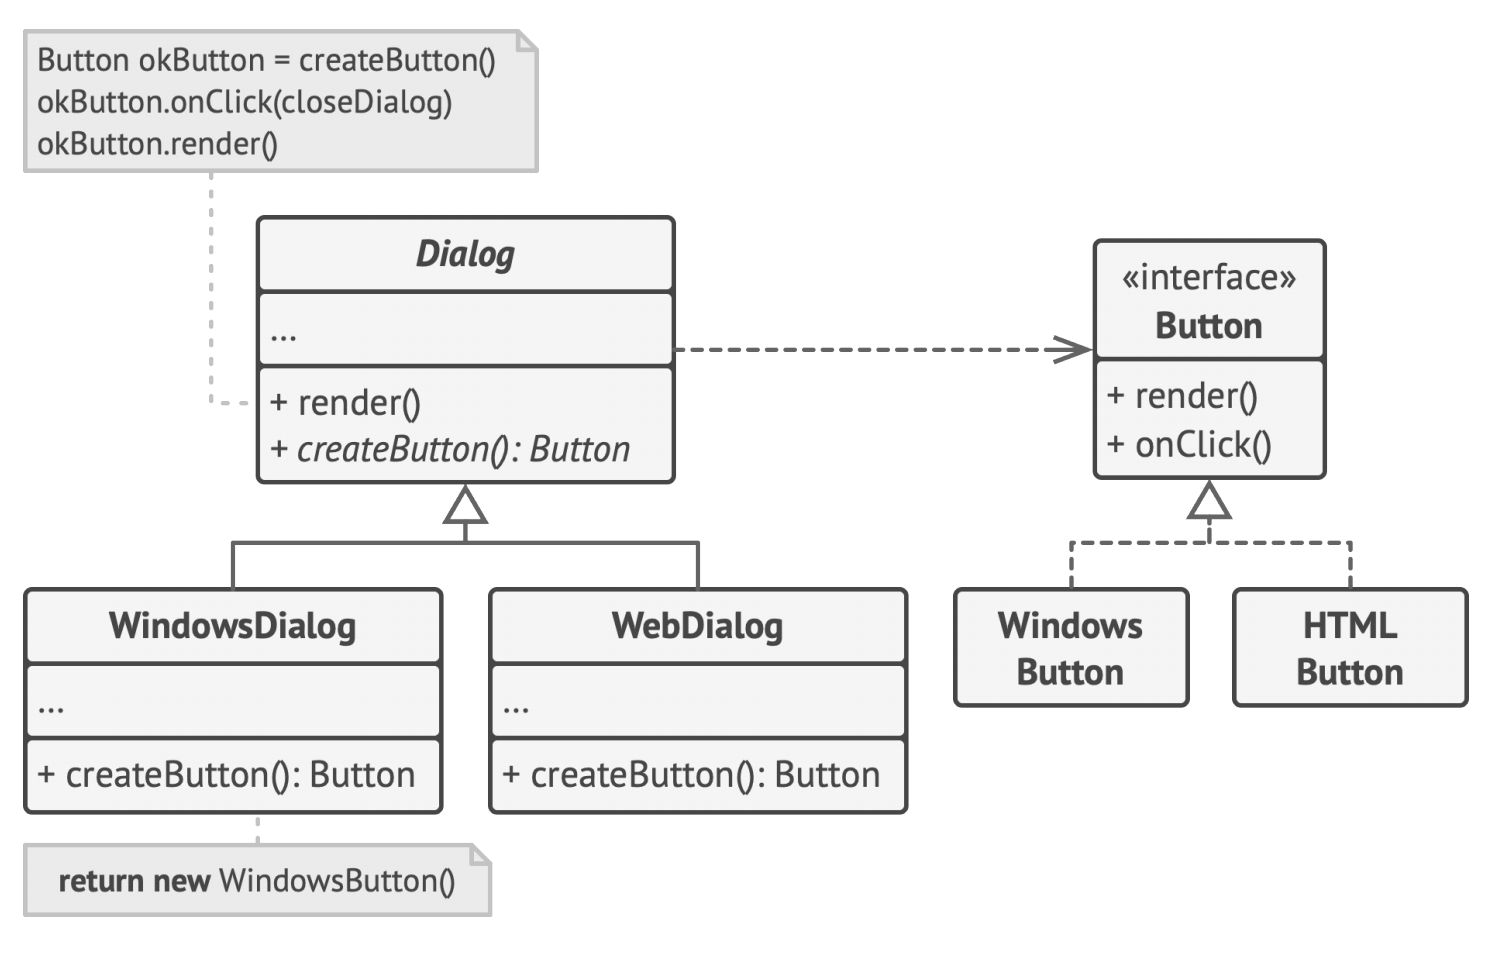 Button okButton = createButton()
okButton.onClick(closeDialog)
okButton.render()
Dialog
...
+ render()
+ createButton(): Button
«interface»
Button
+ render()
+ onClick()
WindowsDialog
...
+ createButton(): Button
WebDialog
...
+ createButton(): Button
Windows
Button
HTML
Button
return new WindowsButton()